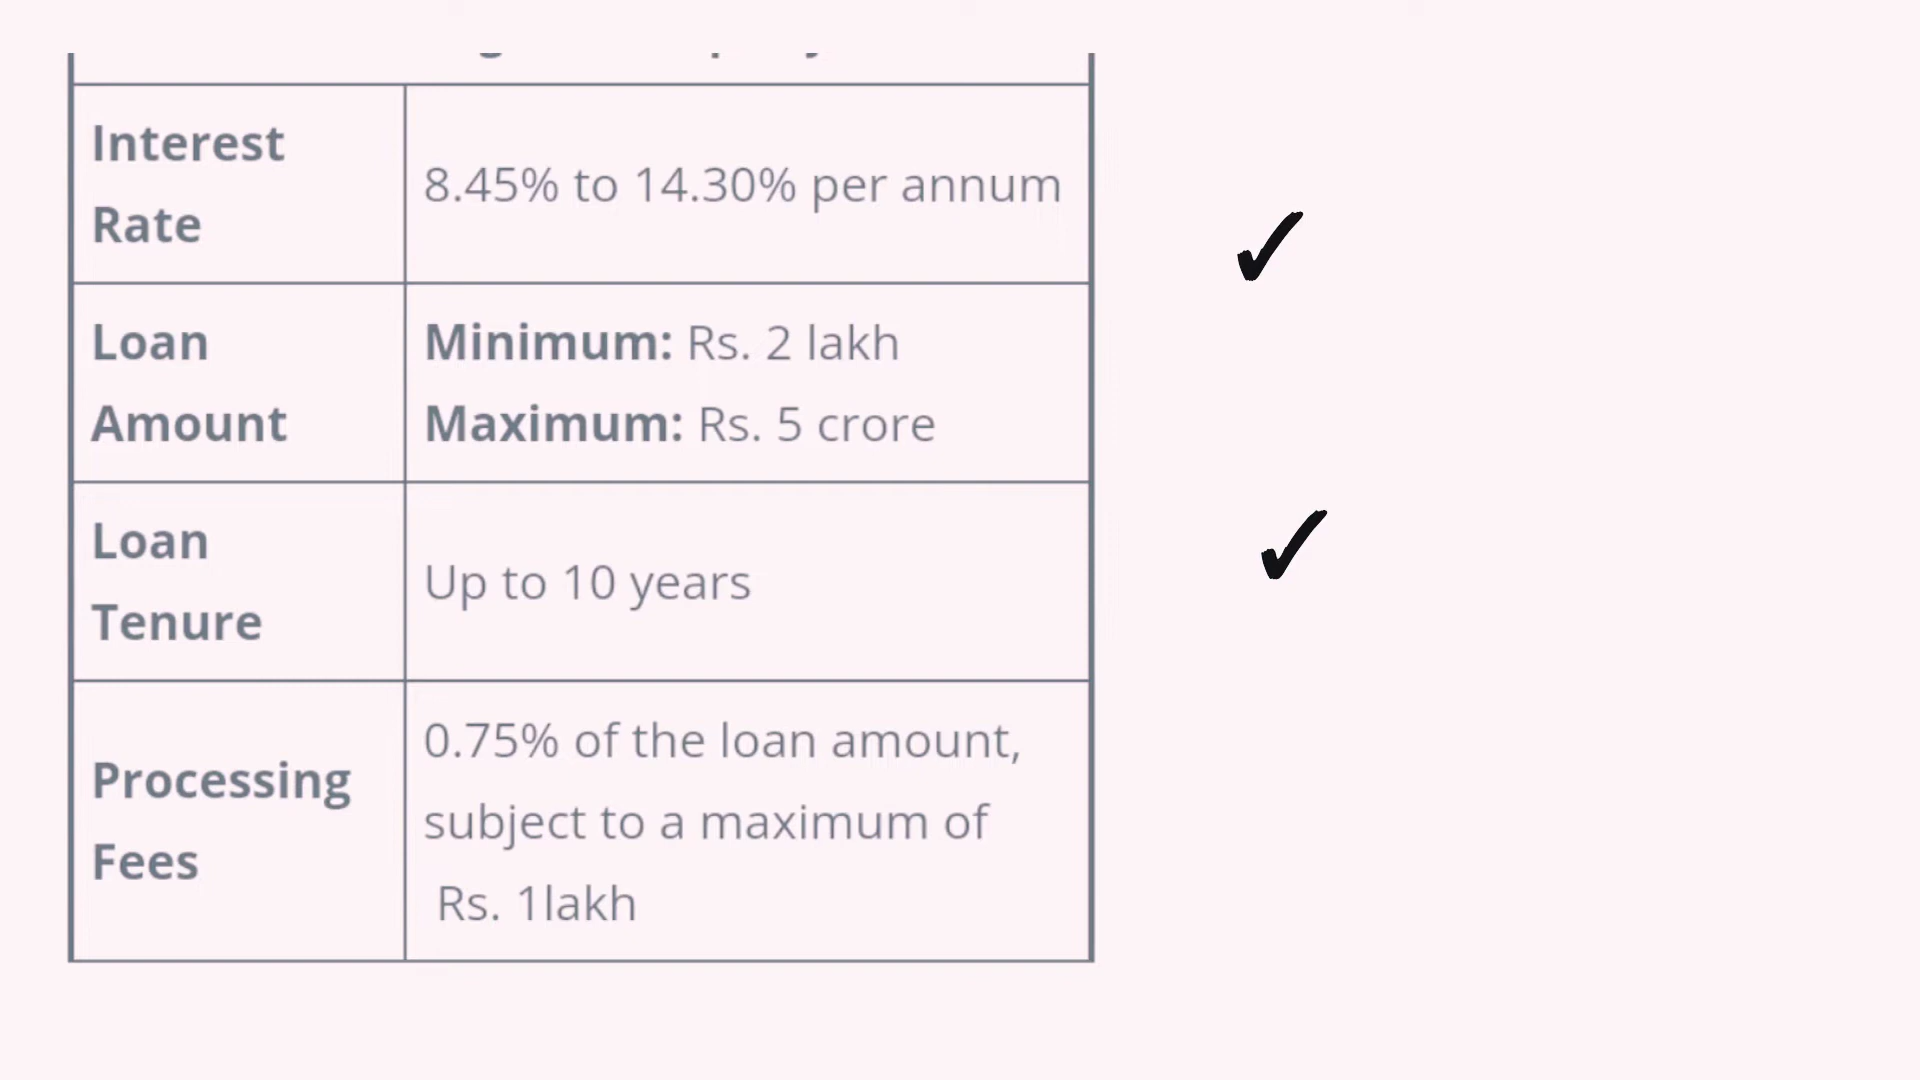 Interest
Rate
8.45% to 14.30% per annum
Loan
Amount
Minimum: Rs. 2 lakh
Maximum: Rs. 5 crore
Loan
Tenure
Up to 10 years
Processing
Fees
0.75% of the loan amount,
subject to a maximum of
Rs. 1lakh